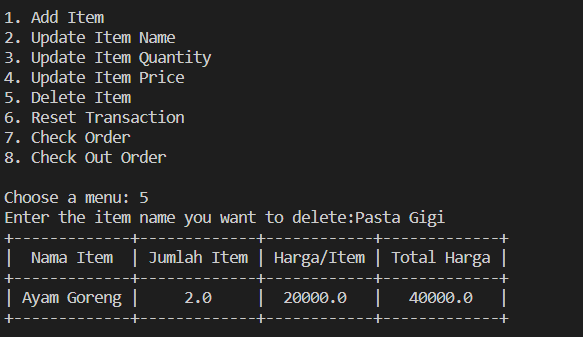 1. Add Item
2. Update Item Name
3. Update Item Quantity
4. Update Item Price
5. Delete Item
6. Reset Transaction
7. Check Order
8. Check Out Order

Choose a menu: 5
Enter the item name you want to delete:Pasta Gigi
+-------------+-------------+------------+-------------+
|  Nama Item  | Jumlah Item | Harga/Item | Total Harga |
+-------------+-------------+------------+-------------+
| Ayam Goreng |     2.0     |  20000.0   |   40000.0   |
+-------------+-------------+------------+-------------+